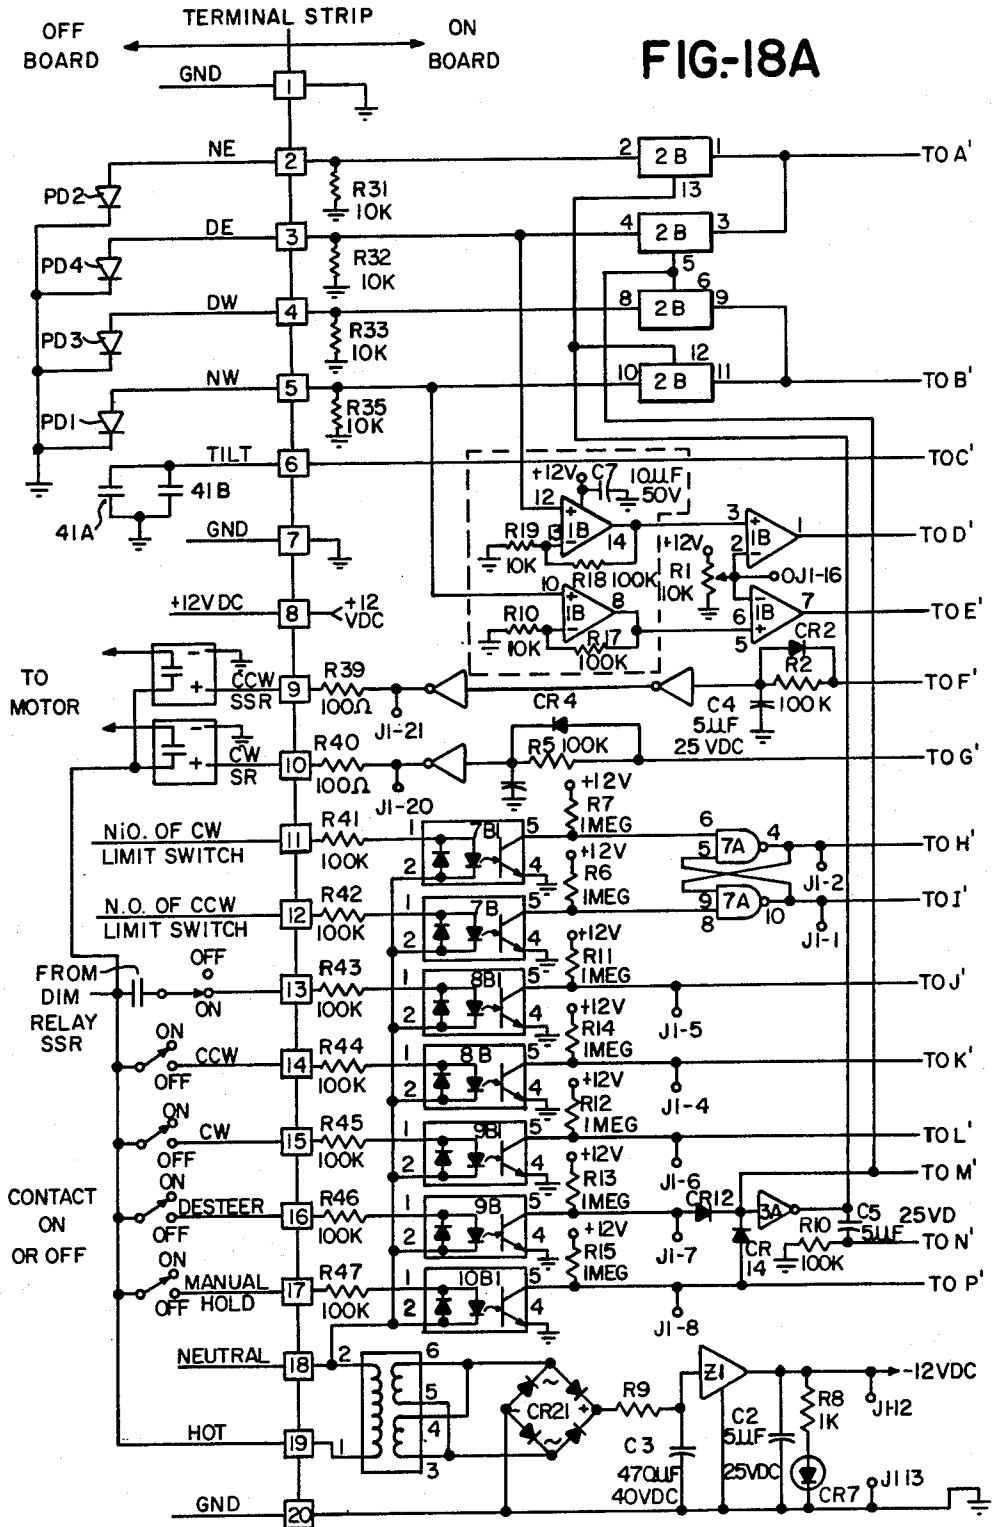 TERMINAL STRIP
OFF BOARD
ON BOARD
FIG.-18A
GND
1
NE
2
R31
10K
2
2B
1
13
TO A'
PD2
DE
3
R32
10K
4
2B
3
5
PD4
DW
4
R33
10K
6
8
2B
9
PD3
NW
5
R35
10K
12
10
2B
11
TO B'
PD1
TILT
6
TO C'
41A
41B
+12V
C7
10µF
50V
12
+
1B
13
-
14
R19
10K
R18 100K
3
+
1B
2
-
1
TO D'
GND
7
+12V
R1
10K
OJ1-16
+12VDC
8
+12
VDC
10
+
1B
-
8
R10
10K
R17
100K
-
1B
6
+
5
7
TO E'
CR2
R2
100K
TO F'
TO
MOTOR
-
+
CCW
SSR
9
R39
100Ω
J1-21
C4
5µF
25 VDC
-
+
CW
SR
10
R40
100Ω
J1-20
CR4
R5 100K
TO G'
+12V
R7
1MEG
NiO. OF CW
LIMIT SWITCH
11
R41
100K
1
7B1
5
2
4
6
7A
4
5
TO H'
J1-2
+12V
R6
1MEG
N.O. OF CCW
LIMIT SWITCH
12
R42
100K
1
7B
5
2
4
9
7A
10
8
TO I'
J1-1
+12V
R11
1MEG
FROM
DIM
RELAY
SSR
OFF
ON
13
R43
100K
1
8B1
5
2
4
TO J'
J1-5
+12V
R14
1MEG
ON
OFF
CCW
14
R44
100K
1
8B
5
2
4
TO K'
J1-4
+12V
R12
1MEG
ON
OFF
CW
15
R45
100K
1
9B1
5
2
4
TO L'
J1-6
+12V
R13
1MEG
TO M'
CONTACT
ON
OR OFF
ON
OFF
DESTEER
16
R46
100K
1
9B
5
2
4
J1-7
CR12
3A
R10
100K
C5
5µF
25VD
TO N'
+12V
R15
1MEG
CR
14
ON
OFF
MANUAL
HOLD
17
R47
100K
1
10B1
5
2
4
TO P'
J1-8
NEUTRAL
18
2
6
5
4
3
1
~
-
CR21
+
~
R9
Z1
-12VDC
R8
1K
JH2
HOT
19
C3
470µF
40VDC
C2
5µF
25VDC
CR7
J113
GND
20